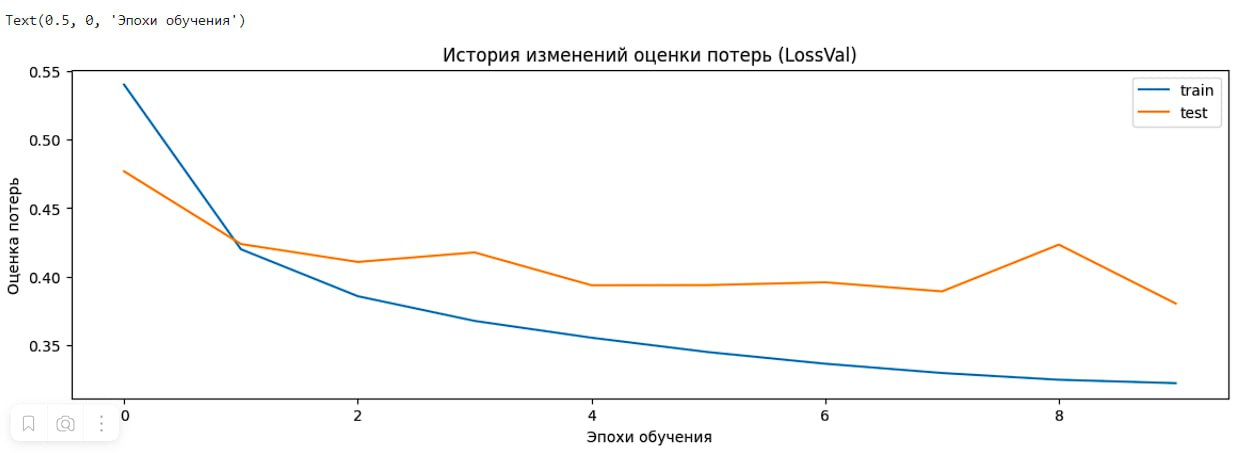 Text(0.5, 0, 'Эпохи обучения')
История изменений оценки потерь (LossVal)
train
test
Оценка потерь
0.55
0.50
0.45
0.40
0.35
0 2 4 6 8
Эпохи обучения